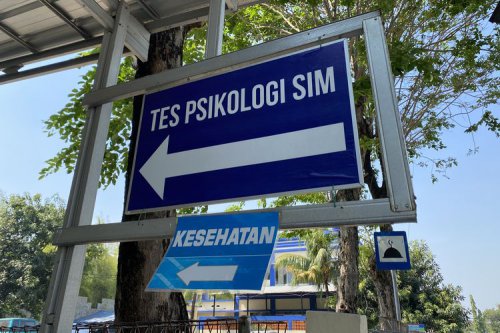 TES PSIKOLOGI SIM
KESEHATAN